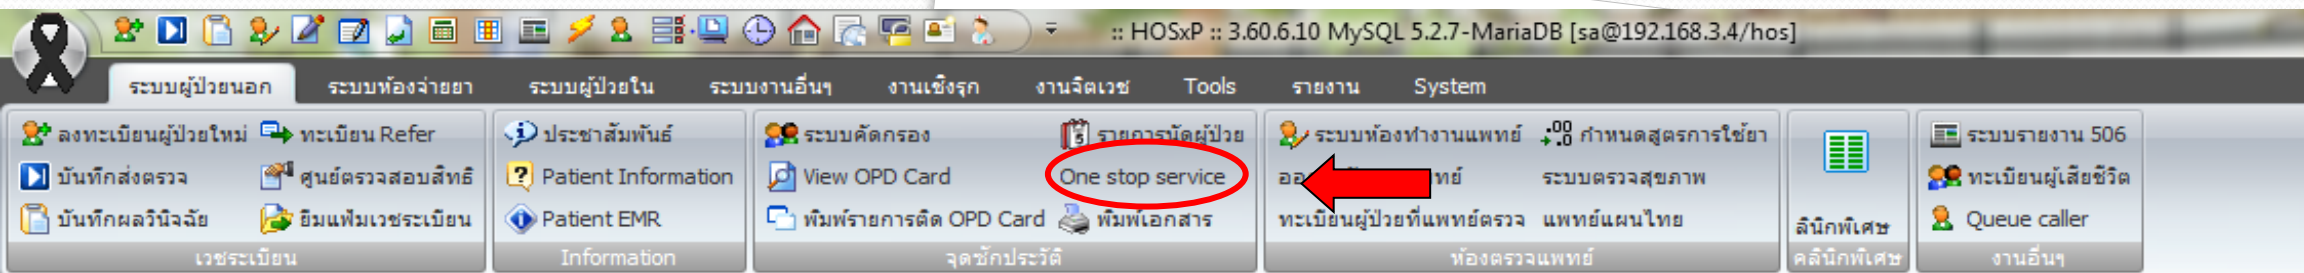 :: HOSxP :: 3.60.6.10 MySQL 5.2.7-MariaDB [sa@192.168.3.4/hos]
ระบบผู้ป่วยนอก ระบบห้องจ่ายยา ระบบผู้ป่วยใน ระบบงานอื่นๆ งานเชิงรุก งานจิตเวช Tools รายงาน System
ลงทะเบียนผู้ป่วยใหม่ ทะเบียน Refer ประชาสัมพันธ์ ระบบคัดกรอง รายการนัดผู้ป่วย ระบบห้องทำงานแพทย์ กำหนดสูตรการใช้ยา ระบบรายงาน 506
บันทึกส่งตรวจ ศูนย์ตรวจสอบสิทธิ Patient Information View OPD Card One stop service ระบบตรวจสุขภาพ ทะเบียนผู้เสียชีวิต
บันทึกผลวินิจฉัย ยืมแฟ้มเวชระเบียน Patient EMR พิมพ์รายการติด OPD Card พิมพ์เอกสาร ทะเบียนผู้ป่วยที่แพทย์ตรวจ แพทย์แผนไทย ลินิกพิเศษ Queue caller
เวชระเบียน Information จุดซักประวัติ ห้องตรวจแพทย์ คลินิกพิเศษ งานอื่นๆ